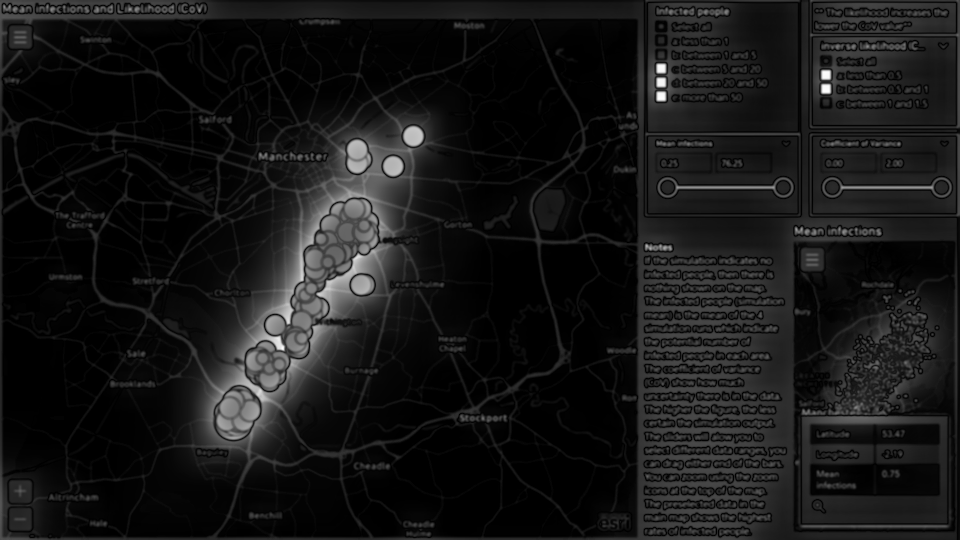 Mean infections and Likelihood (CoV)
Crumpsall
Moston
Swinton
Salford
Manchester
The Trafford
Centre
Gorton
Urmston
Stretford
Chorlton
Levenshulme
Sale
Heaton
Chapel
Burnage
Brooklands
Stockport
Baguley
Cheadle
Altrincham
Hale
Benchill
Cheadle
Hulme
esri
Infected people
Select all
a: less than 1
b: between 1 and 5
c: between 5 and 20
d: between 20 and 50
e: more than 50
** The likelihood increases the
lower the CoV value**
Inverse likelihood (C...
Select all
a: less than 0.5
b: between 0.5 and 1
c: between 1 and 1.5
Mean infections
0.25
76.25
Coefficient of Variance
0.00
2.00
Notes
If the simulation indicates no
infected people, then there is
nothing shown on the map.
The infected people (simulation
mean) is the mean of the 4
simulation runs which indicate
the potential number of
infected people in each area.
The coefficient of variance
(CoV) show how much
uncertainty there is in the data.
The higher the figure, the less
certain the simulation output.
The sliders will alow you to
select different data ranges, you
can drag either end of the bars.
You can zoom using the zoom
icons at the top of the map.
The preselected data in the
main map shows the highest
rates of infected people.
Mean infections
Rochdale
Bury
Latitude 53.47
Longitude -2.19
Mean
infections 0.75